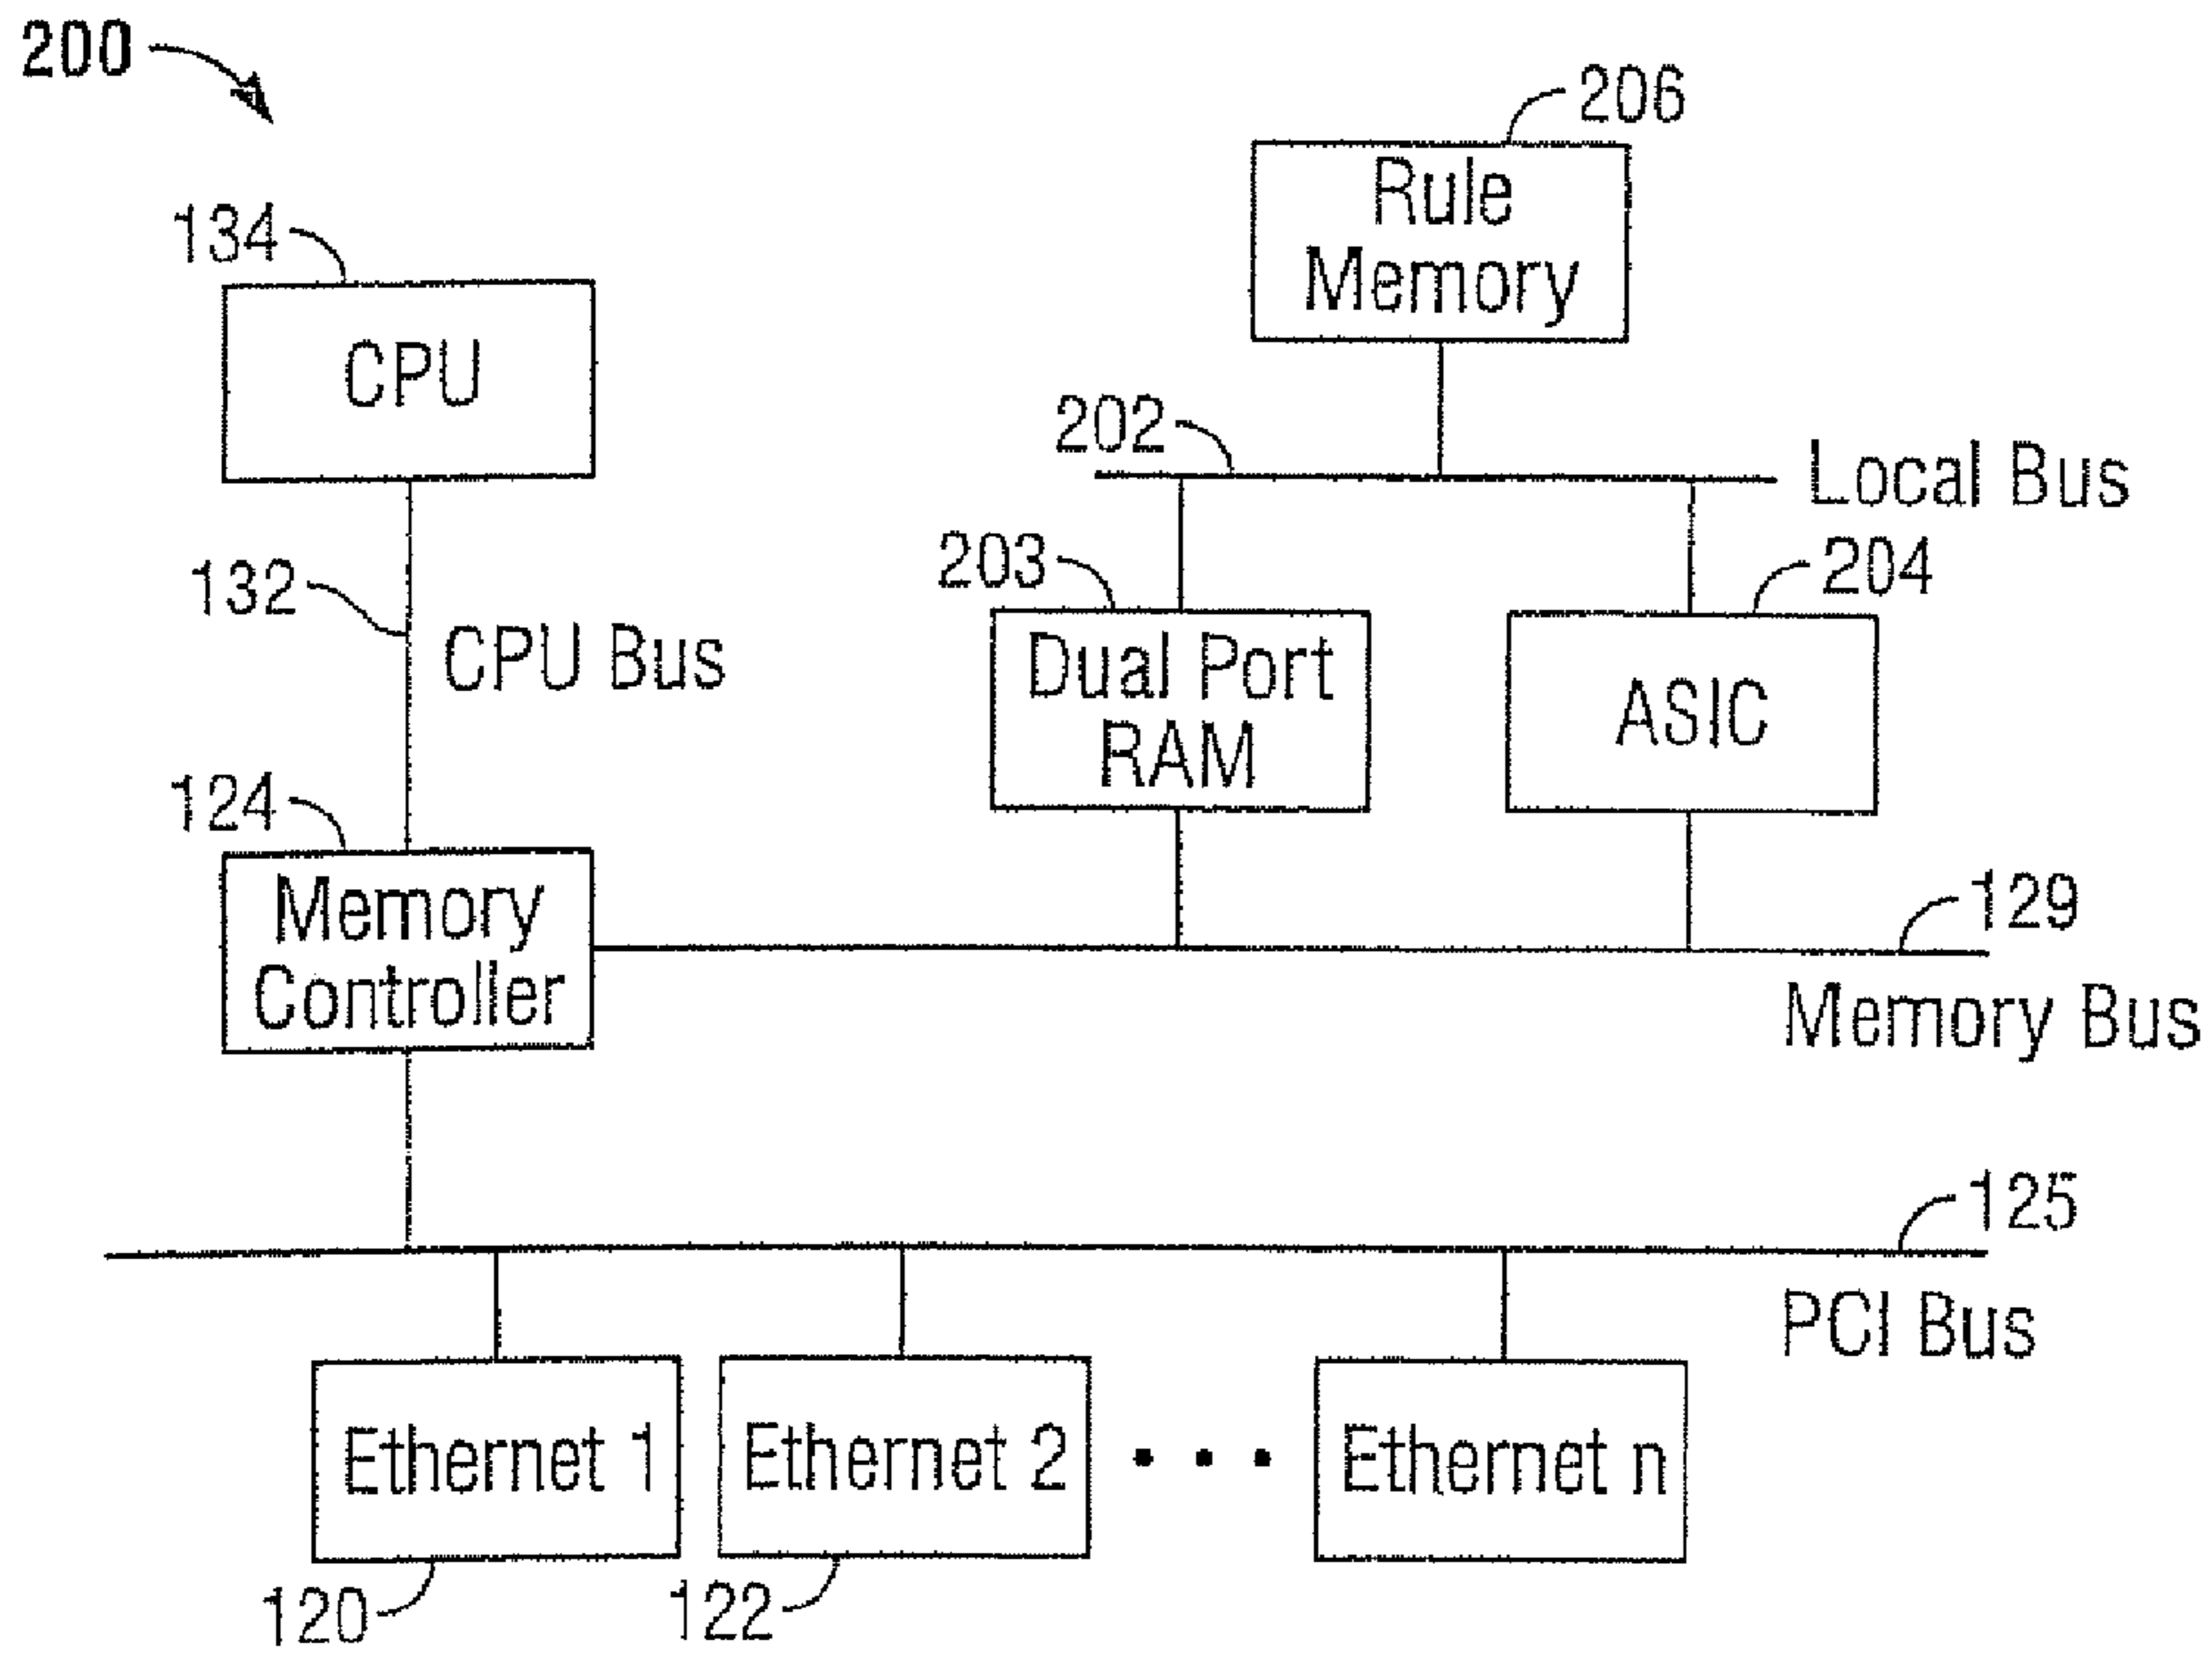 200
206
Rule
Memory
134
CPU
202
Local Bus
203
204
132
CPU Bus
Dual Port
RAM
ASIC
124
Memory
Controller
129
Memory Bus
125
PCI Bus
Ethernet 1
Ethernet 2
• • •
Ethernet n
120
122